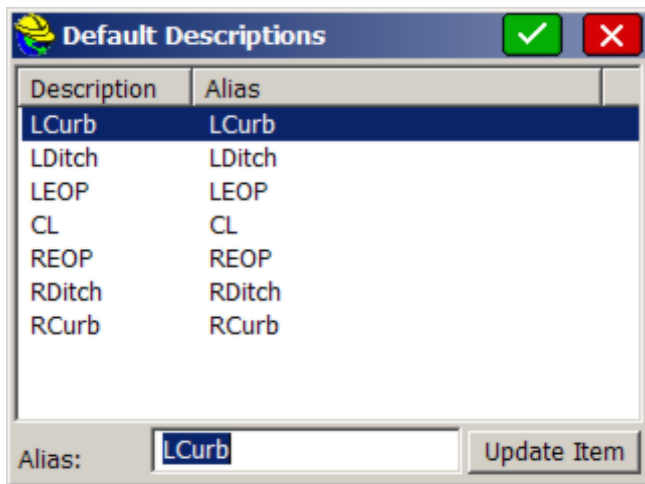 Default Descriptions
Description Alias
LCurb LCurb
LDitch LDitch
LEOP LEOP
CL CL
REOP REOP
RDitch RDitch
RCurb RCurb
Alias: LCurb Update Item